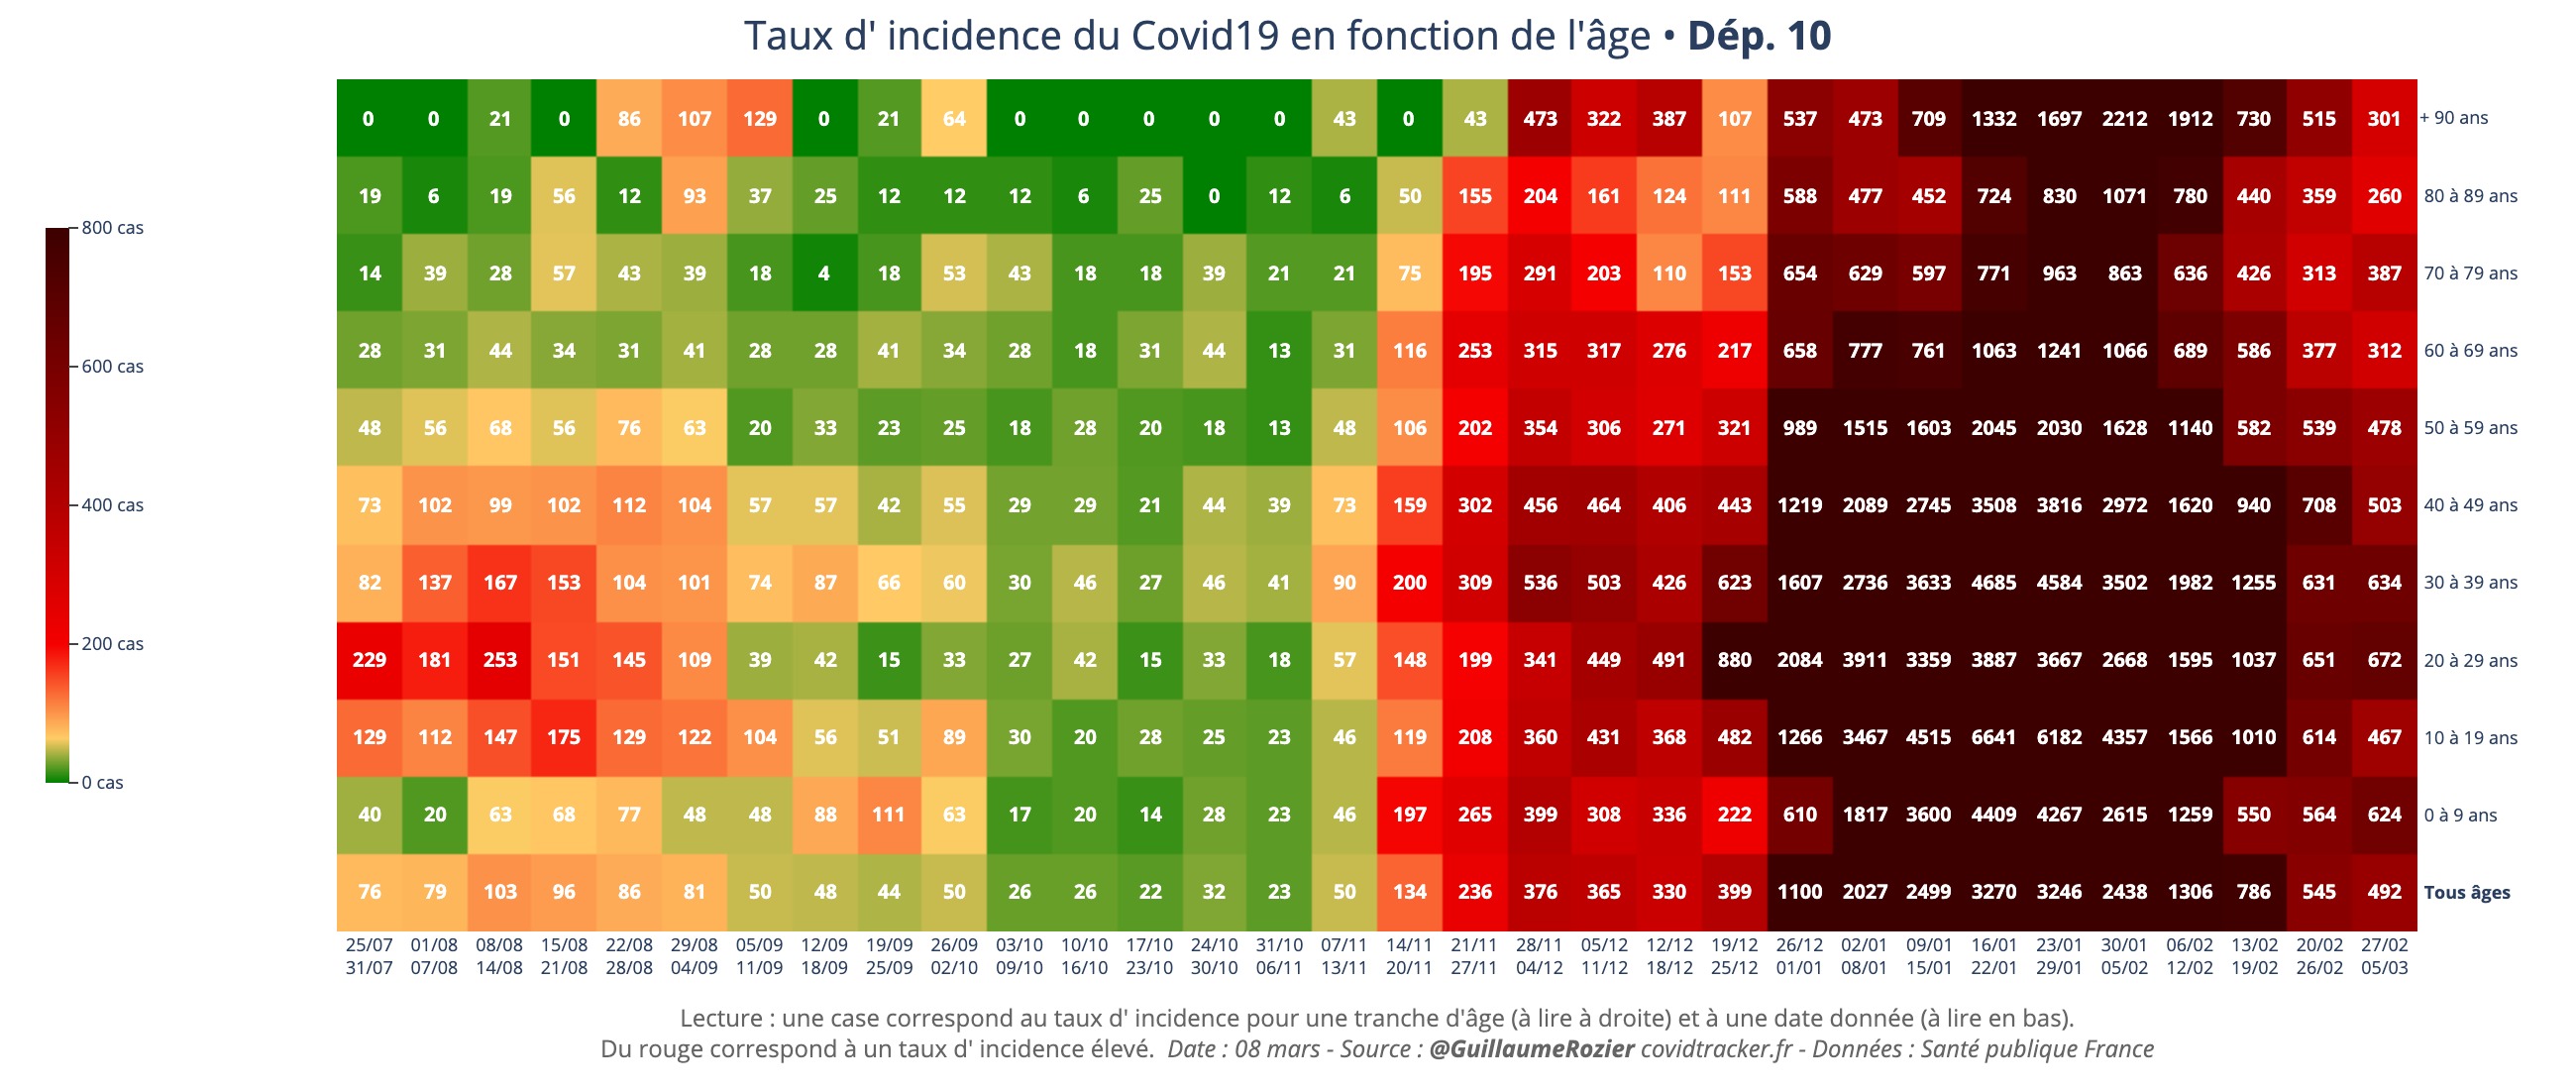 Taux d' incidence du Covid19 en fonction de l'âge • Dép. 10
800 cas
600 cas
400 cas
200 cas
0 cas
0 0 21 0 86 107 129 0 21 64 0 0 0 0 0 43 0 43 473 322 387 107 537 473 709 1332 1697 2212 1912 730 515 301 + 90 ans
19 6 19 56 12 93 37 25 12 12 12 6 25 0 12 6 50 155 204 161 124 111 588 477 452 724 830 1071 780 440 359 260 80 à 89 ans
14 39 28 57 43 39 18 4 18 53 43 18 18 39 21 21 75 195 291 203 110 153 654 629 597 771 963 863 636 426 313 387 70 à 79 ans
28 31 44 34 31 41 28 28 41 34 28 18 31 44 13 31 116 253 315 317 276 217 658 777 761 1063 1241 1066 689 586 377 312 60 à 69 ans
48 56 68 56 76 63 20 33 23 25 18 28 20 18 13 48 106 202 354 306 271 321 989 1515 1603 2045 2030 1628 1140 582 539 478 50 à 59 ans
73 102 99 102 112 104 57 57 42 55 29 29 21 44 39 73 159 302 456 464 406 443 1219 2089 2745 3508 3816 2972 1620 940 708 503 40 à 49 ans
82 137 167 153 104 101 74 87 66 60 30 46 27 46 41 90 200 309 536 503 426 623 1607 2736 3633 4685 4584 3502 1982 1255 631 634 30 à 39 ans
229 181 253 151 145 109 39 42 15 33 27 42 15 33 18 57 148 199 341 449 491 880 2084 3911 3359 3887 3667 2668 1595 1037 651 672 20 à 29 ans
129 112 147 175 129 122 104 56 51 89 30 20 28 25 23 46 119 208 360 431 368 482 1266 3467 4515 6641 6182 4357 1566 1010 614 467 10 à 19 ans
40 20 63 68 77 48 48 88 111 63 17 20 14 28 23 46 197 265 399 308 336 222 610 1817 3600 4409 4267 2615 1259 550 564 624 0 à 9 ans
76 79 103 96 86 81 50 48 44 50 26 26 22 32 23 50 134 236 376 365 330 399 1100 2027 2499 3270 3246 2438 1306 786 545 492 Tous âges
25/07 01/08 08/08 15/08 22/08 29/08 05/09 12/09 19/09 26/09 03/10 10/10 17/10 24/10 31/10 07/11 14/11 21/11 28/11 05/12 12/12 19/12 26/12 02/01 09/01 16/01 23/01 30/01 06/02 13/02 20/02 27/02
31/07 07/08 14/08 21/08 28/08 04/09 11/09 18/09 25/09 02/10 09/10 16/10 23/10 30/10 06/11 13/11 20/11 27/11 04/12 11/12 18/12 25/12 01/01 08/01 15/01 22/01 29/01 05/02 12/02 19/02 26/02 05/03
Lecture : une case correspond au taux d' incidence pour une tranche d'âge (à lire à droite) et à une date donnée (à lire en bas).
Du rouge correspond à un taux d' incidence élevé. Date : 08 mars - Source : @GuillaumeRozier covidtracker.fr - Données : Santé publique France